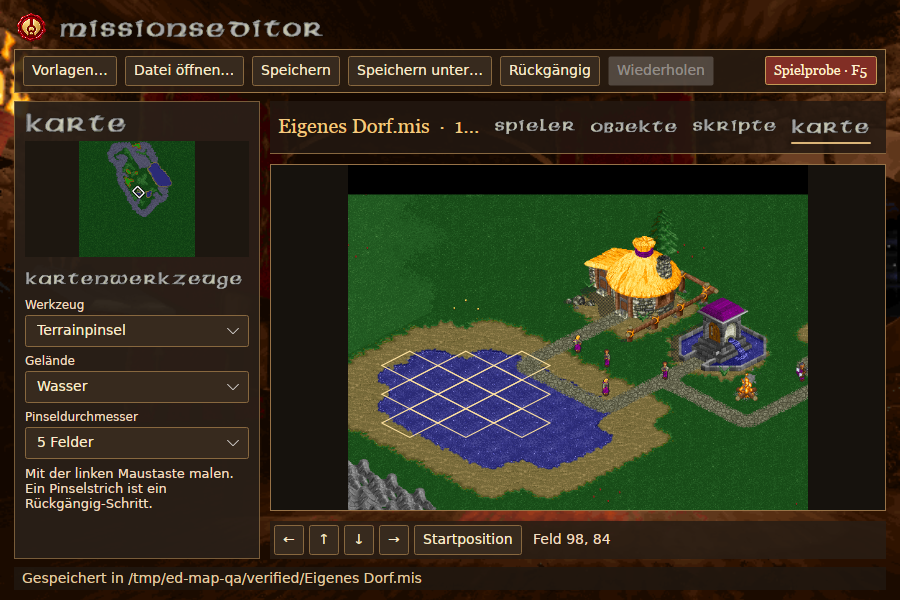 missionseditor
Vorlagen... Datei öffnen... Speichern Speichern unter... Rückgängig Wiederholen Spielprobe · F5
karte
Eigenes Dorf.mis · 1... spieler objekte skripte karte
kartenwerkzeuge
Werkzeug
Terrainpinsel
Gelände
Wasser
Pinseldurchmesser
5 Felder
Mit der linken Maustaste malen.
Ein Pinselstrich ist ein
Rückgängig-Schritt.
← ↑ ↓ → Startposition Feld 98, 84
Gespeichert in /tmp/ed-map-qa/verified/Eigenes Dorf.mis